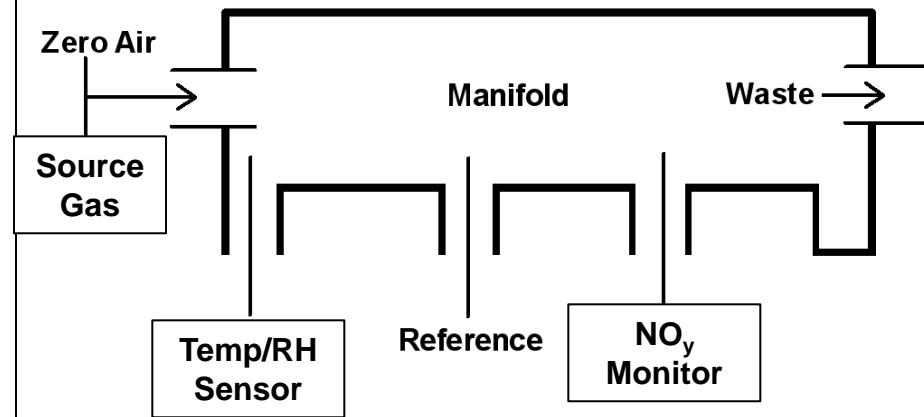 Zero Air
Manifold
Waste
Source
Gas
Temp/RH
Sensor
Reference
NOy
Monitor